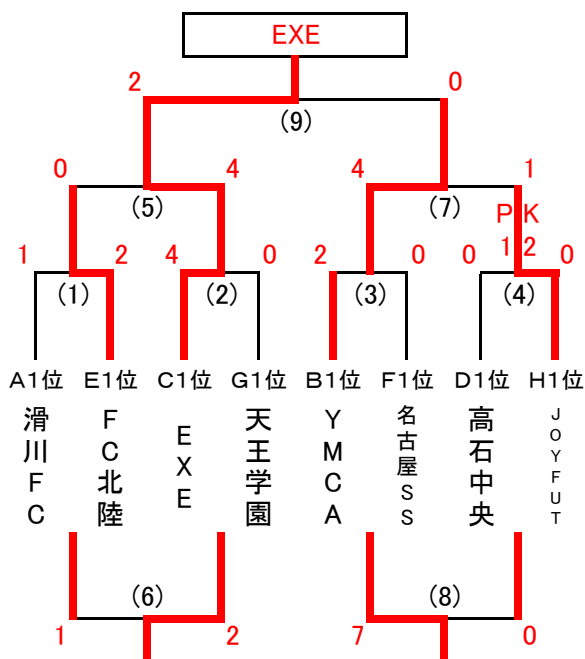 EXE
2 0
(9)
0 4 4 1
(5) (7)
P K
1 2 4 0 2 0 0 1 2 0
(1) (2) (3) (4)
A1位 E1位 C1位 G1位 B1位 F1位 D1位 H1位
滑川FC
FC北陸
EXE
天王学園
YMCA
名古屋SS
高石中央
JOYFUT
(6) (8)
1 2 7 0